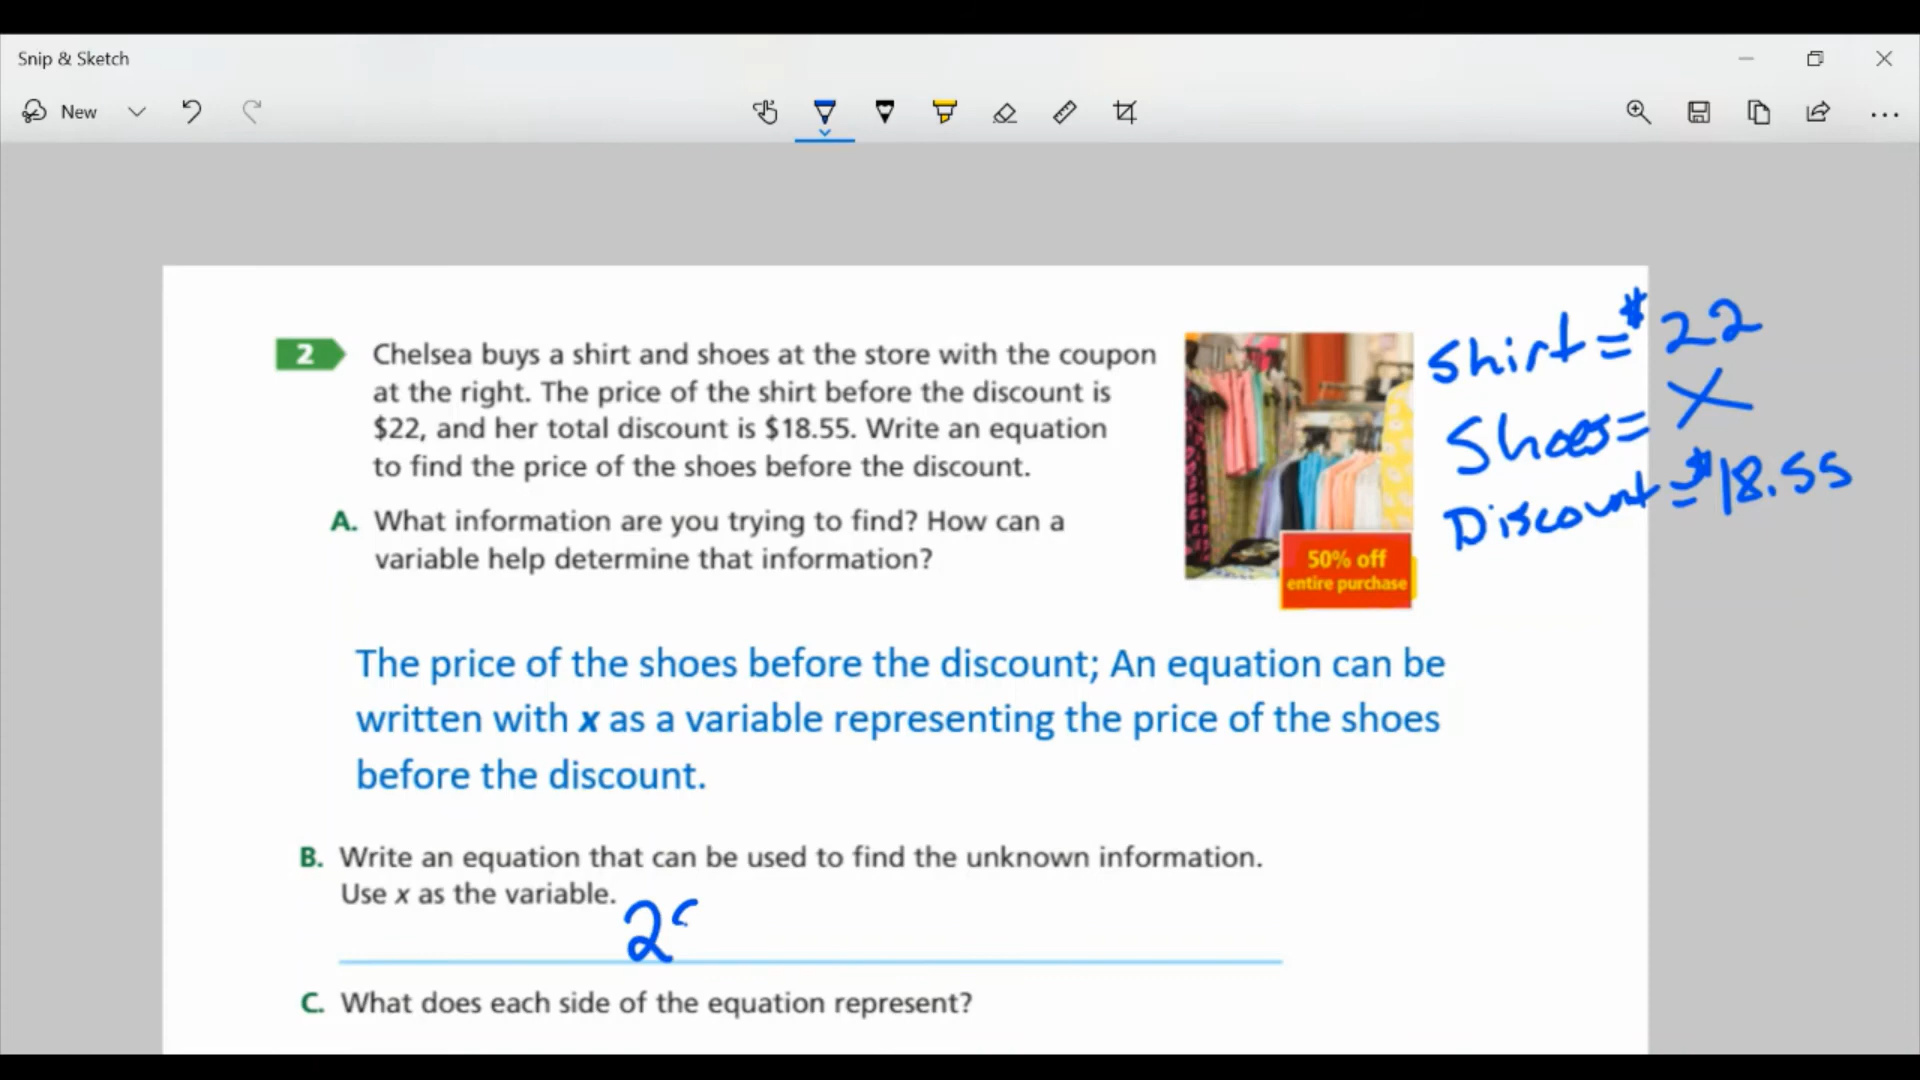 Snip & Sketch
New
2
Chelsea buys a shirt and shoes at the store with the coupon
at the right. The price of the shirt before the discount is
$22, and her total discount is $18.55. Write an equation
to find the price of the shoes before the discount.
A. What information are you trying to find? How can a
variable help determine that information?
50% off
entire purchase
Shirt = $22
Shoes = X
Discount = $18.55
The price of the shoes before the discount; An equation can be
written with x as a variable representing the price of the shoes
before the discount.
B. Write an equation that can be used to find the unknown information.
Use x as the variable.
2
C. What does each side of the equation represent?